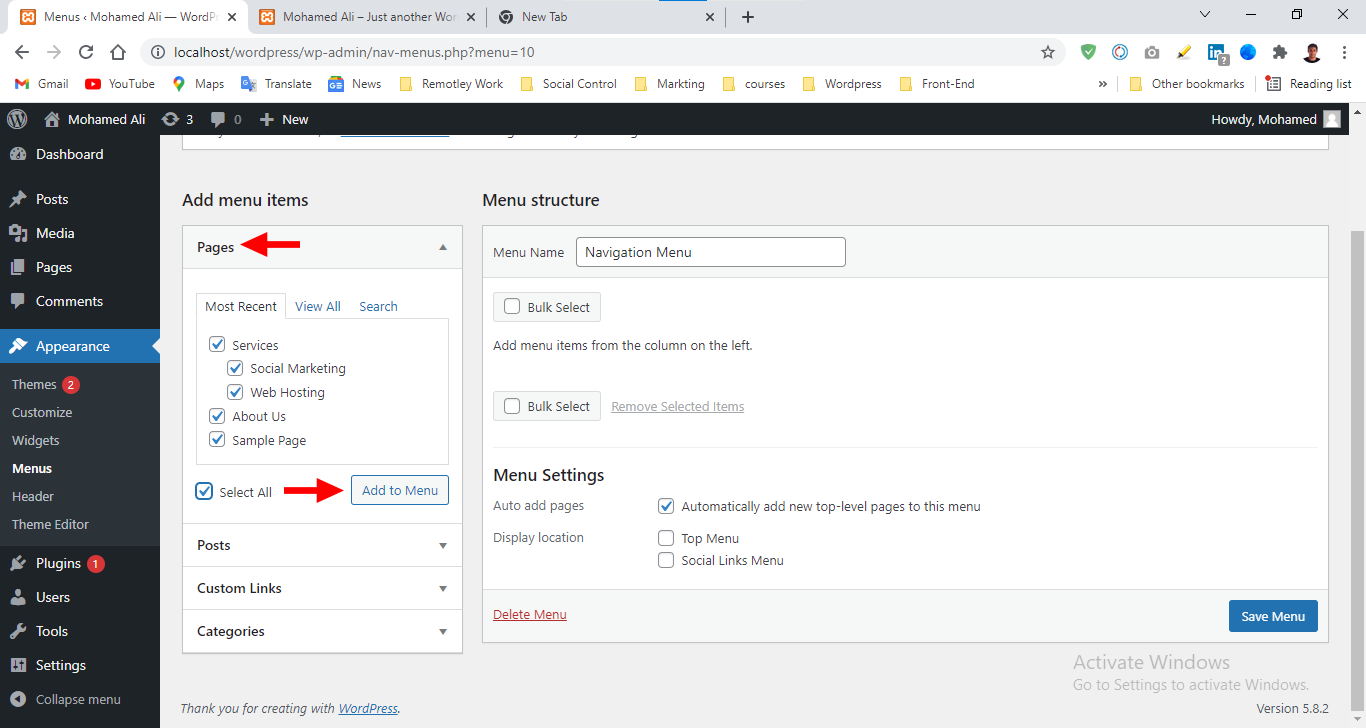 Menus ‹ Mohamed Ali — WordPr
Mohamed Ali – Just another Wor
New Tab
localhost/wordpress/wp-admin/nav-menus.php?menu=10
Gmail YouTube Maps Translate News Remotley Work Social Control Markting courses Wordpress Front-End » Other bookmarks Reading list
Mohamed Ali 3 0 New Howdy, Mohamed
Dashboard
Posts
Media
Pages
Comments
Appearance
Themes 2
Customize
Widgets
Menus
Header
Theme Editor
Plugins 1
Users
Tools
Settings
Collapse menu
Add menu items
Pages
Most Recent View All Search
Services
Social Marketing
Web Hosting
About Us
Sample Page
Select All Add to Menu
Posts
Custom Links
Categories
Menu structure
Menu Name Navigation Menu
Bulk Select
Add menu items from the column on the left.
Bulk Select Remove Selected Items
Menu Settings
Auto add pages Automatically add new top-level pages to this menu
Display location Top Menu
Social Links Menu
Delete Menu Save Menu
Activate Windows
Go to Settings to activate Windows.
Thank you for creating with WordPress. Version 5.8.2